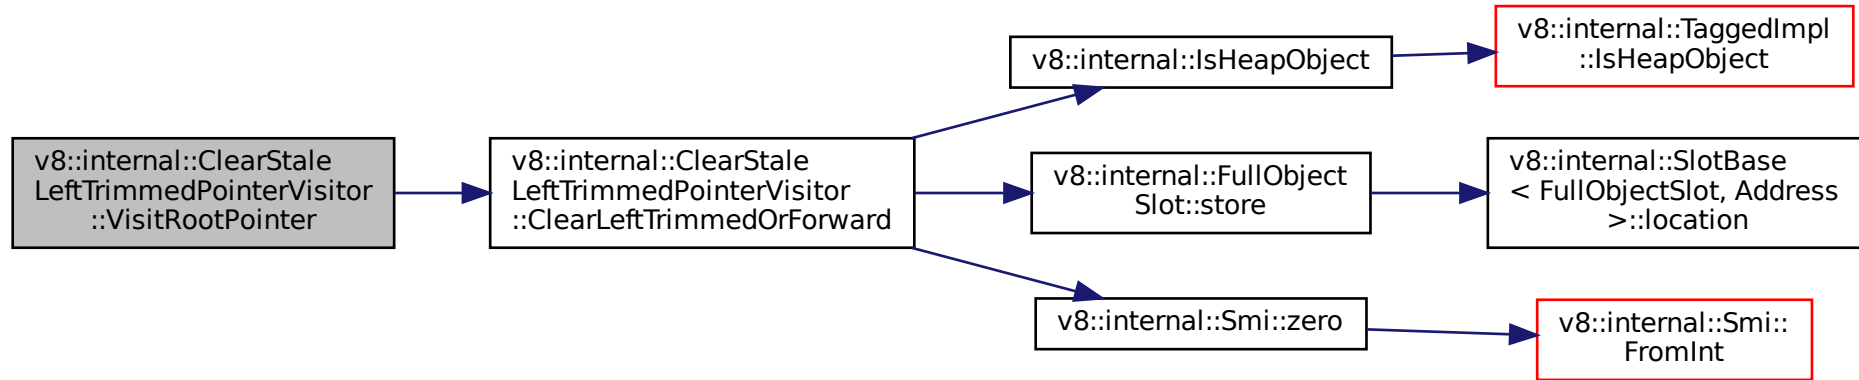 v8::internal::ClearStale
LeftTrimmedPointerVisitor
::VisitRootPointer
v8::internal::ClearStale
LeftTrimmedPointerVisitor
::ClearLeftTrimmedOrForward
v8::internal::IsHeapObject
v8::internal::TaggedImpl
::IsHeapObject
v8::internal::FullObject
Slot::store
v8::internal::SlotBase
< FullObjectSlot, Address
>::location
v8::internal::Smi::zero
v8::internal::Smi::
FromInt